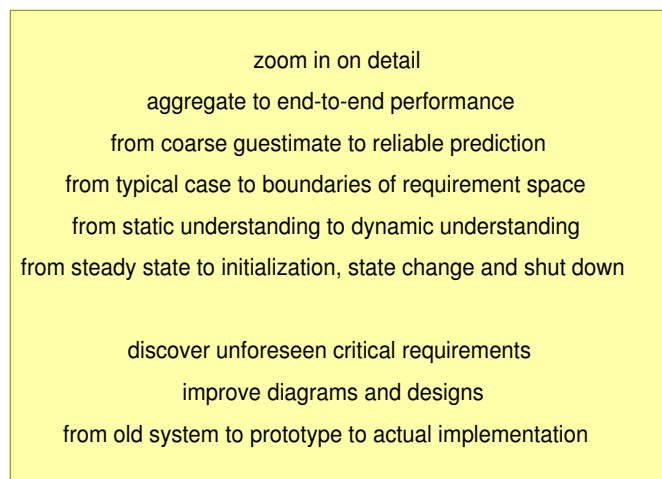 zoom in on detail
aggregate to end-to-end performance
from coarse guestimate to reliable prediction
from typical case to boundaries of requirement space
from static understanding to dynamic understanding
from steady state to initialization, state change and shut down
discover unforeseen critical requirements
improve diagrams and designs
from old system to prototype to actual implementation